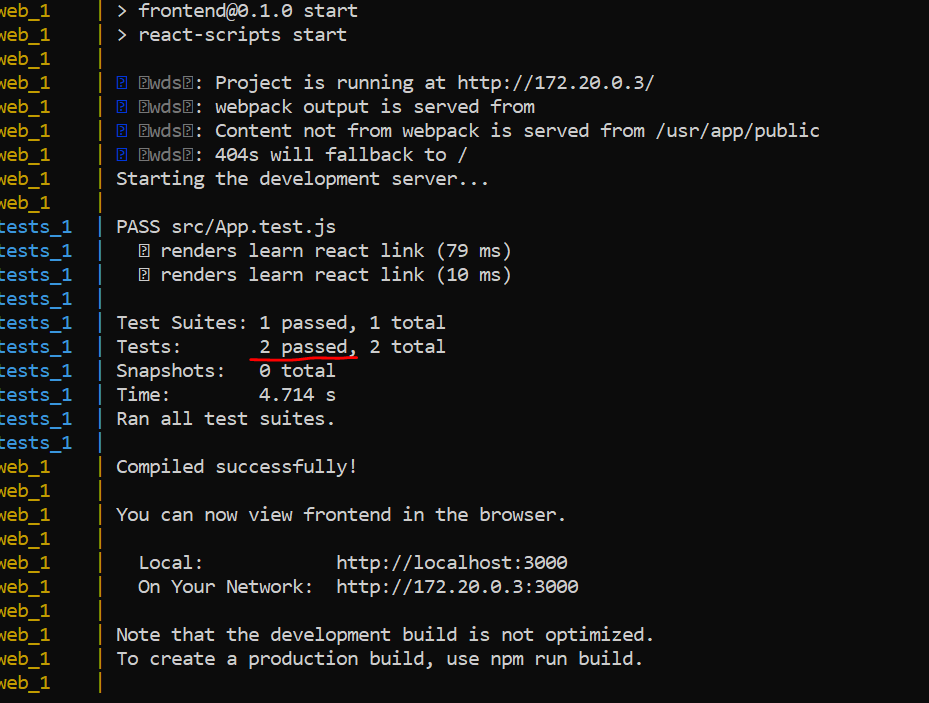 web_1    | > frontend@0.1.0 start
web_1    | > react-scripts start
web_1    |
web_1    | ｢wds｣: Project is running at http://172.20.0.3/
web_1    | ｢wds｣: webpack output is served from
web_1    | ｢wds｣: Content not from webpack is served from /usr/app/public
web_1    | ｢wds｣: 404s will fallback to /
web_1    | Starting the development server...
web_1    |
tests_1  | PASS src/App.test.js
tests_1  |   renders learn react link (79 ms)
tests_1  |   renders learn react link (10 ms)
tests_1  |
tests_1  | Test Suites: 1 passed, 1 total
tests_1  | Tests:       2 passed, 2 total
tests_1  | Snapshots:   0 total
tests_1  | Time:        4.714 s
tests_1  | Ran all test suites.
tests_1  |
web_1    | Compiled successfully!
web_1    |
web_1    | You can now view frontend in the browser.
web_1    |
web_1    |   Local:            http://localhost:3000
web_1    |   On Your Network:  http://172.20.0.3:3000
web_1    |
web_1    | Note that the development build is not optimized.
web_1    | To create a production build, use npm run build.
web_1    |